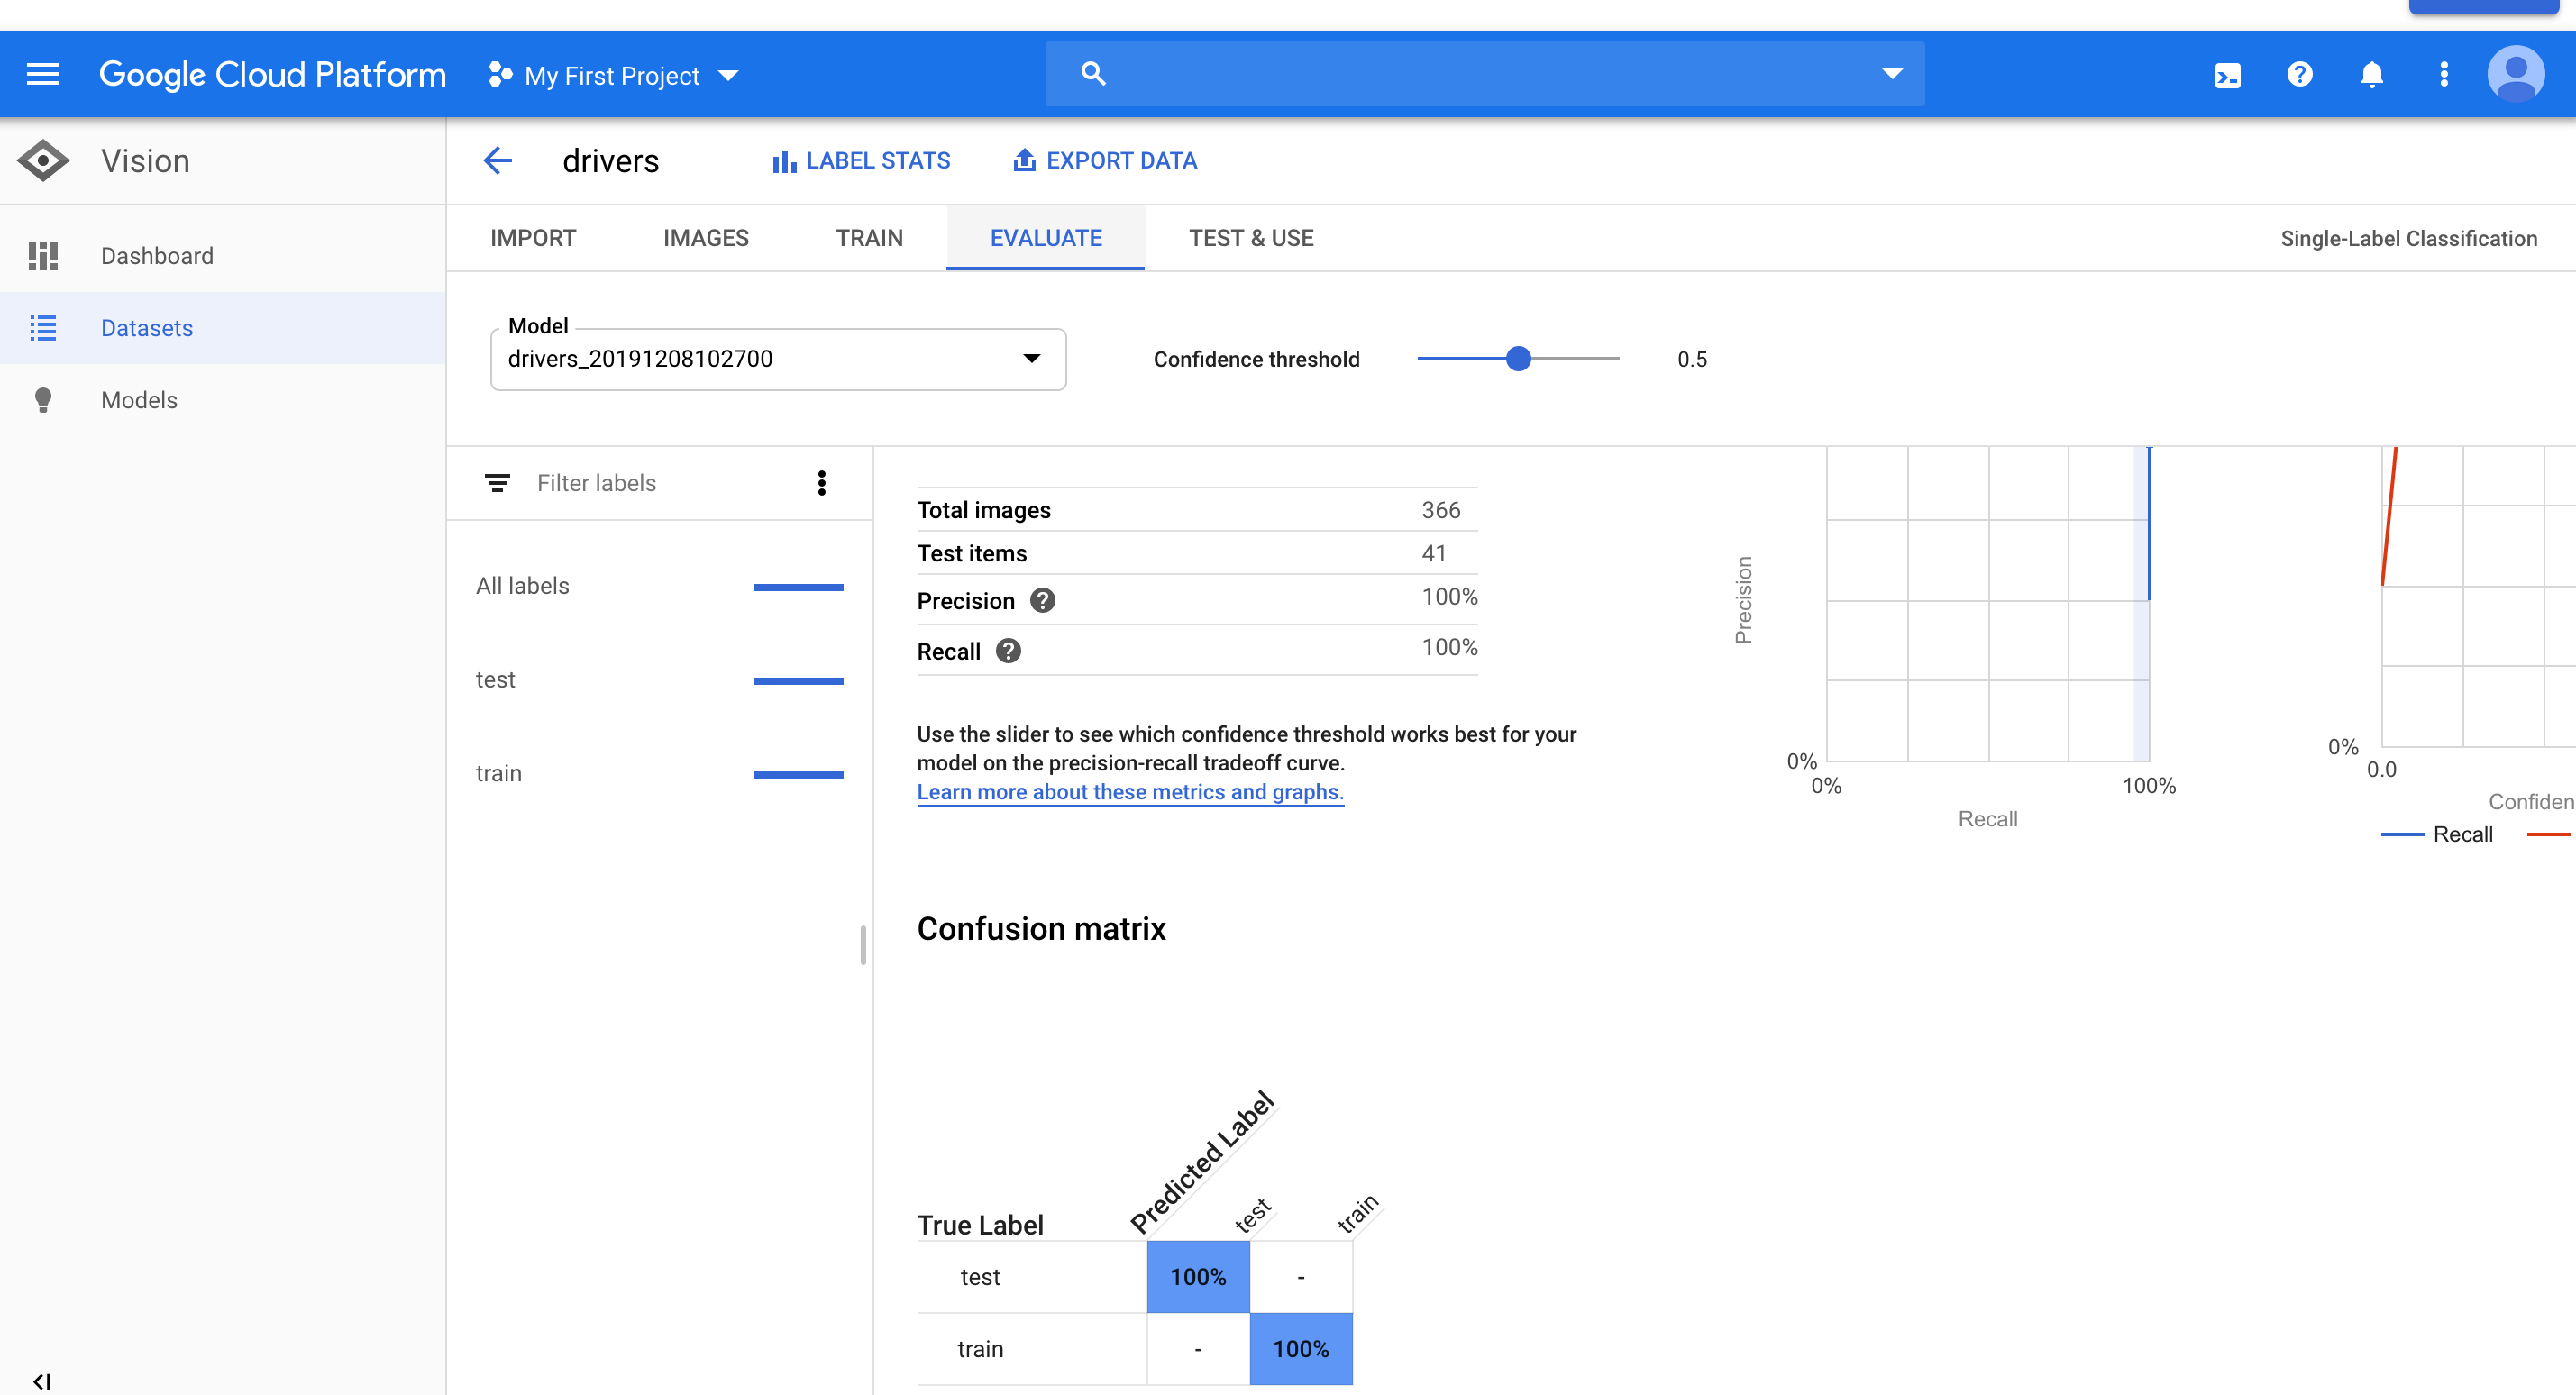 Google Cloud Platform
My First Project
Vision
drivers
LABEL STATS
EXPORT DATA
Dashboard
Datasets
Models
IMPORT
IMAGES
TRAIN
EVALUATE
TEST & USE
Single-Label Classification
Model
drivers_20191208102700
Confidence threshold
0.5
Filter labels
All labels
test
train
Total images 366
Test items 41
Precision ? 100%
Recall ? 100%
Use the slider to see which confidence threshold works best for your
model on the precision-recall tradeoff curve.
Learn more about these metrics and graphs.
Precision
0%
0%
100%
Recall
0%
0.0
Confiden
Recall
Confusion matrix
True Label
Predicted Label
test
train
test 100% -
train - 100%